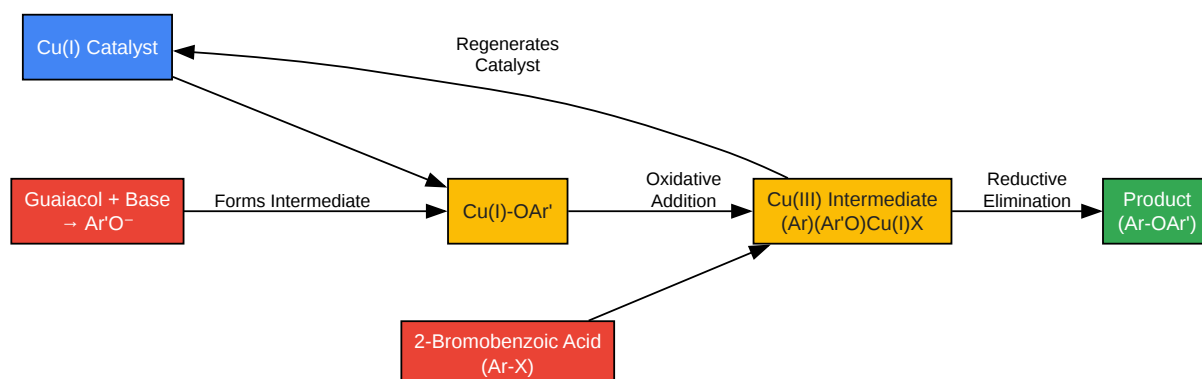 Cu(I) Catalyst
Regenerates
Catalyst
Guaiacol + Base
→ Ar'O⁻
Forms Intermediate
Cu(I)-OAr'
Oxidative
Addition
Cu(III) Intermediate
(Ar)(Ar'O)Cu(I)X
Reductive
Elimination
Product
(Ar-OAr')
2-Bromobenzoic Acid
(Ar-X)